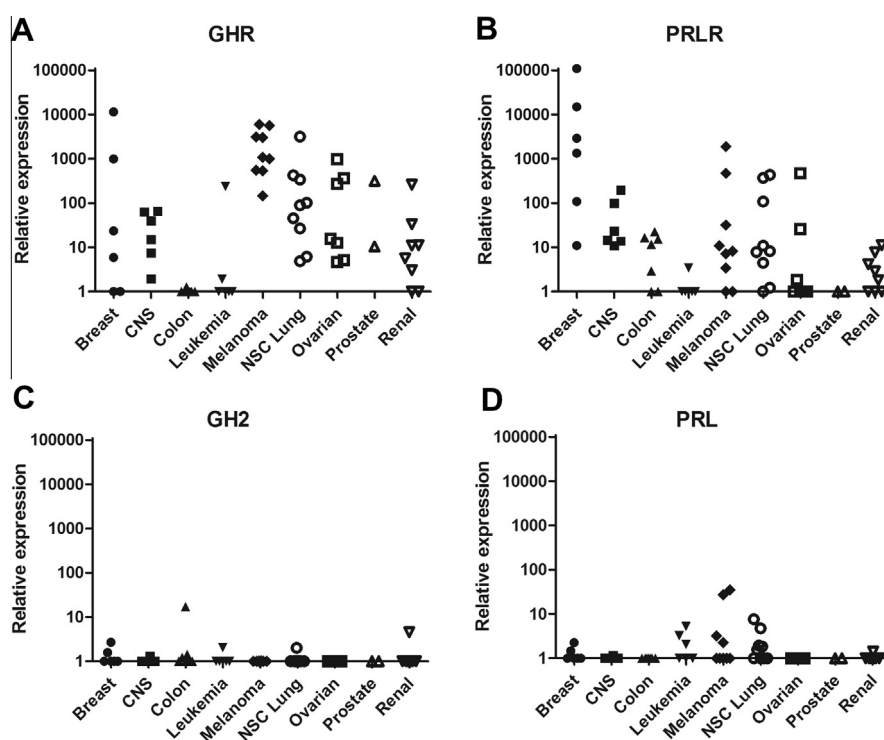 A
GHR
Relative expression
100000
10000
1000
100
10
1
Breast
CNS
Colon
Leukemia
Melanoma
NSC Lung
Ovarian
Prostate
Renal
B
PRLR
Relative expression
100000
10000
1000
100
10
1
Breast
CNS
Colon
Leukemia
Melanoma
NSC Lung
Ovarian
Prostate
Renal
C
GH2
Relative expression
100000
10000
1000
100
10
1
Breast
CNS
Colon
Leukemia
Melanoma
NSC Lung
Ovarian
Prostate
Renal
D
PRL
Relative expression
100000
10000
1000
100
10
1
Breast
CNS
Colon
Leukemia
Melanoma
NSC Lung
Ovarian
Prostate
Renal